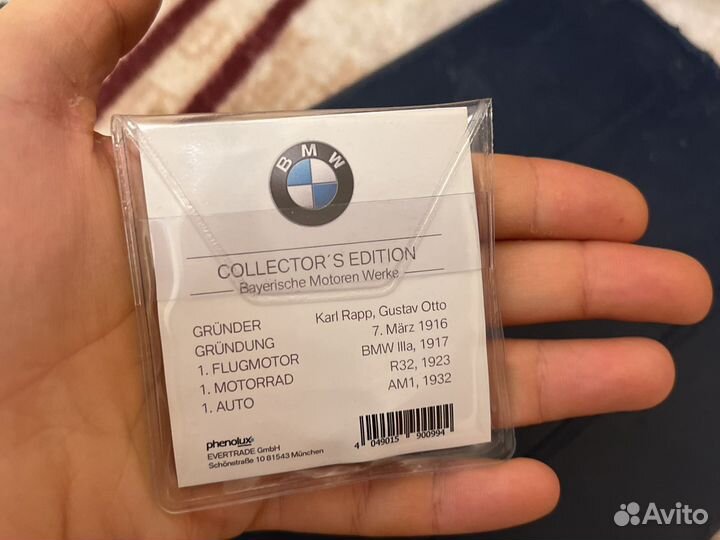 BMW
COLLECTOR´S EDITION
Bayerische Motoren Werke
GRÜNDER Karl Rapp, Gustav Otto
GRÜNDUNG 7. März 1916
1. FLUGMOTOR BMW IIIa, 1917
1. MOTORRAD R32, 1923
1. AUTO AM1, 1932
phenolux
EVERTRADE GmbH
Schönstraße 10 81543 München
4 049015 900994
Avito